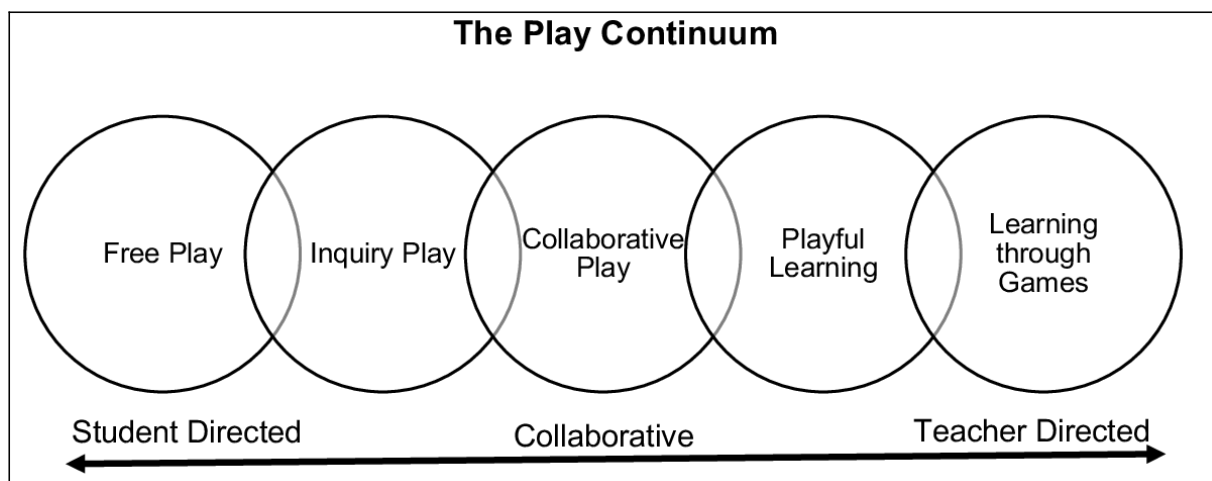 The Play Continuum
Free Play
Inquiry Play
Collaborative
Play
Playful
Learning
Learning
through
Games
Student Directed
Collaborative
Teacher Directed